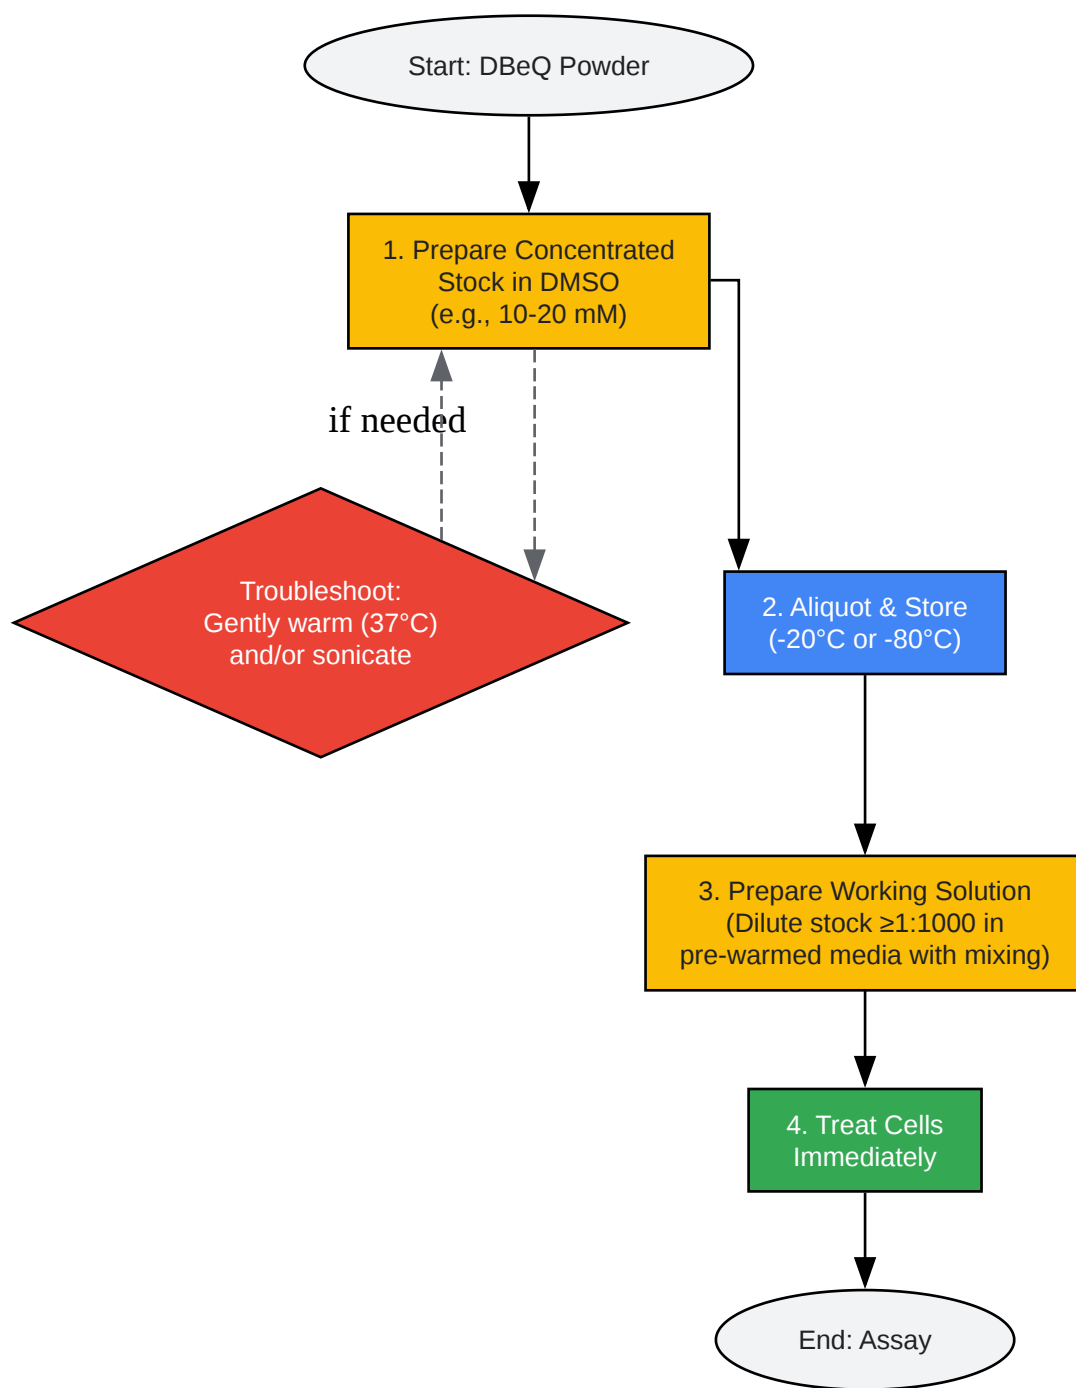 Start: DBeQ Powder
1. Prepare Concentrated
Stock in DMSO
(e.g., 10-20 mM)
if needed
Troubleshoot:
Gently warm (37°C)
and/or sonicate
2. Aliquot & Store
(-20°C or -80°C)
3. Prepare Working Solution
(Dilute stock ≥1:1000 in
pre-warmed media with mixing)
4. Treat Cells
Immediately
End: Assay